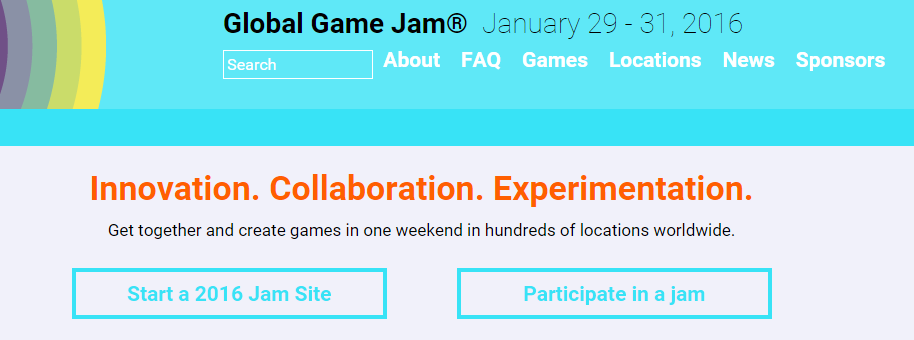 Global Game Jam® January 29 - 31, 2016
Search About FAQ Games Locations News Sponsors
Innovation. Collaboration. Experimentation.
Get together and create games in one weekend in hundreds of locations worldwide.
Start a 2016 Jam Site Participate in a jam